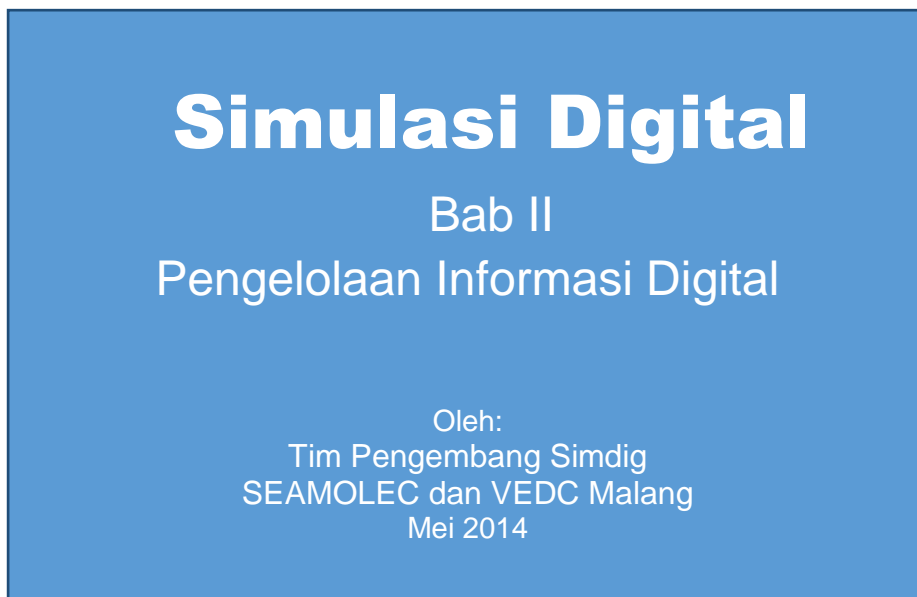 Simulasi Digital
Bab II
Pengelolaan Informasi Digital
Oleh:
Tim Pengembang Simdig
SEAMOLEC dan VEDC Malang
Mei 2014